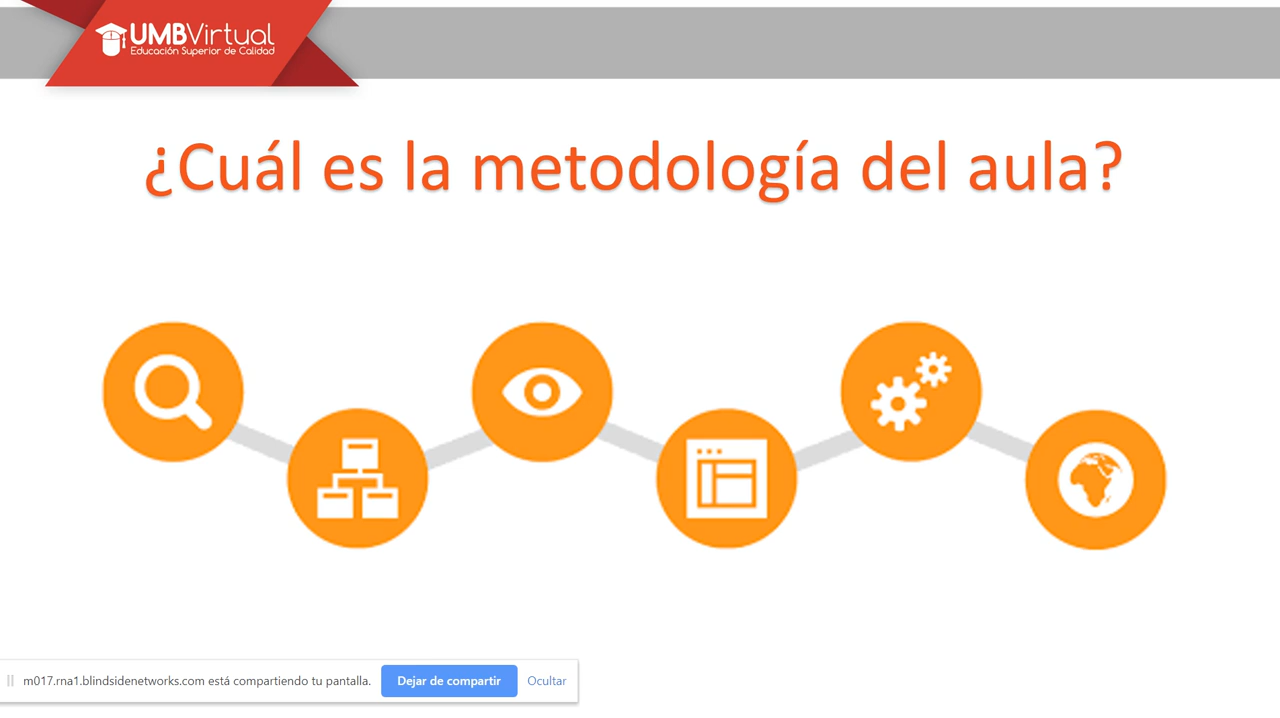 UMBVirtual
Educación Superior de Calidad
¿Cuál es la metodología del aula?
m017.rna1.blindsidenetworks.com está compartiendo tu pantalla. Dejar de compartir Ocultar